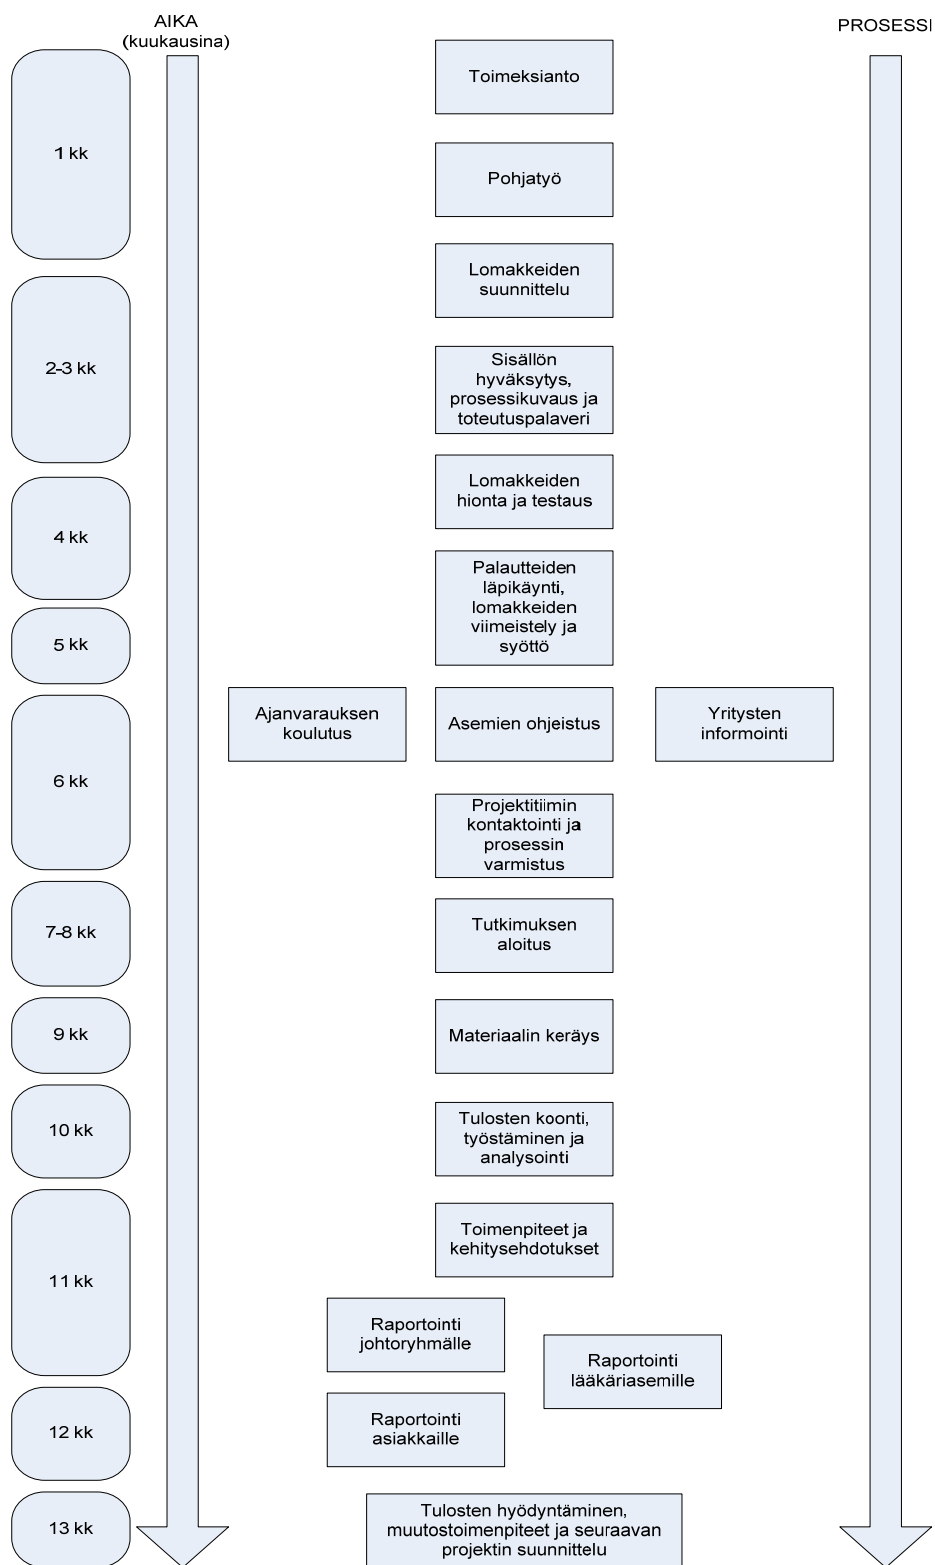 AIKA
(kuukausina)
PROSESSI
1 kk
Toimeksianto
Pohjatyö
2-3 kk
Lomakkeiden
suunnittelu
Sisällön
hyväksytys,
prosessikuvaus ja
toteutuspalaveri
4 kk
Lomakkeiden
hionta ja testaus
5 kk
Palautteiden
läpikäynti,
lomakkeiden
viimeistely ja
syöttö
6 kk
Ajanvarauksen
koulutus
Asemien ohjeistus
Yritysten
informointi
Projektitiimin
kontaktointi ja
prosessin
varmistus
7-8 kk
Tutkimuksen
aloitus
9 kk
Materiaalin keräys
10 kk
Tulosten koonti,
työstäminen ja
analysointi
11 kk
Toimenpiteet ja
kehitysehdotukset
Raportointi
johtoryhmälle
Raportointi
lääkäriasemille
12 kk
Raportointi
asiakkaille
13 kk
Tulosten hyödyntäminen,
muutostoimenpiteet ja seuraavan
projektin suunnittelu